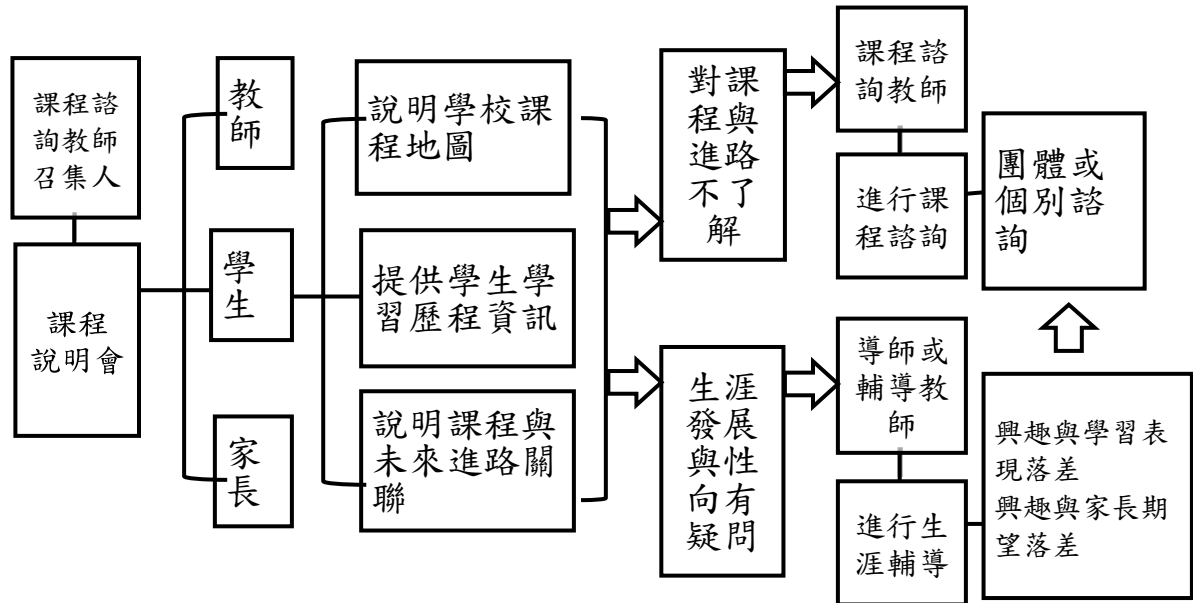 課程諮
詢教師
召集人
課程
說明會
教
師
學
生
家
長
說明學校課
程地圖
提供學生學
習歷程資訊
說明課程與
未來進路關
聯
對課
程與
進路
不了
解
生涯
發展
與性
向有
疑問
課程諮
詢教師
進行課
程諮詢
團體或
個別諮
詢
導師或
輔導教
師
進行生
涯輔導
興趣與學習表
現落差
興趣與家長期
望落差